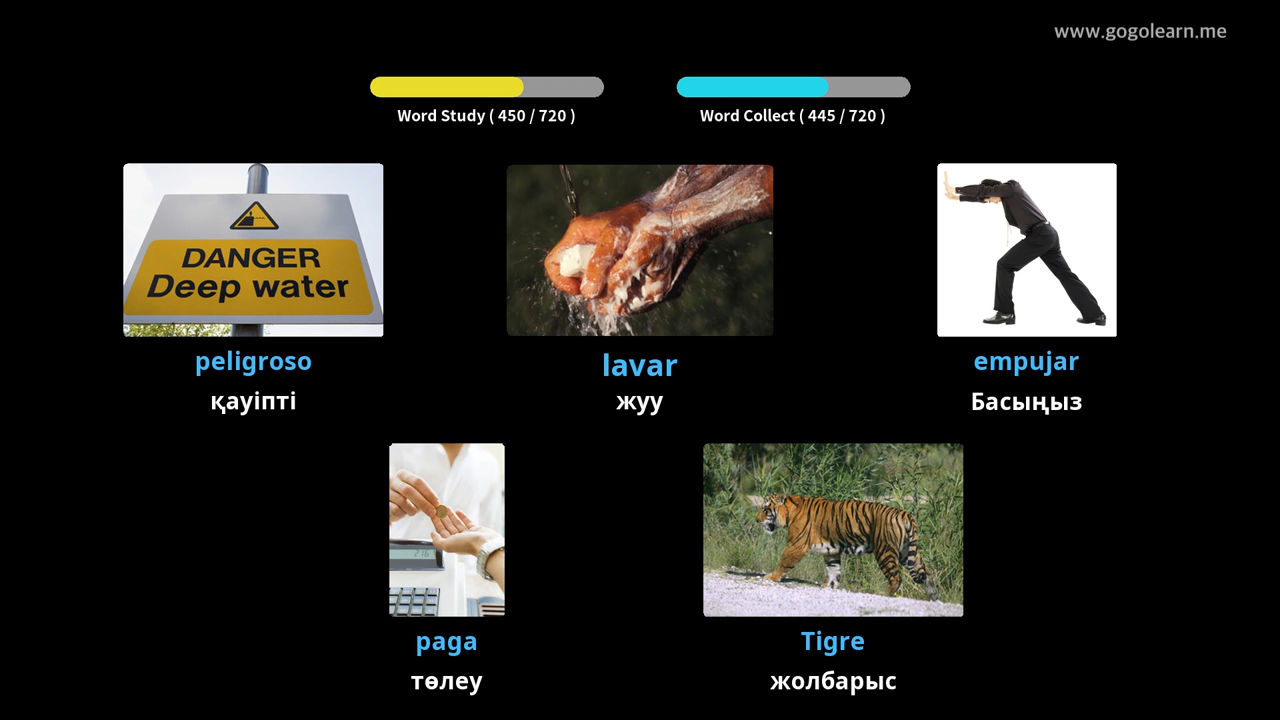 www.gogolearn.me
Word Study ( 450 / 720 )
Word Collect ( 445 / 720 )
DANGER
Deep water
peligroso
lavar
empujar
қауіпті
жуу
Басыңыз
paga
Tigre
төлеу
жолбарыс